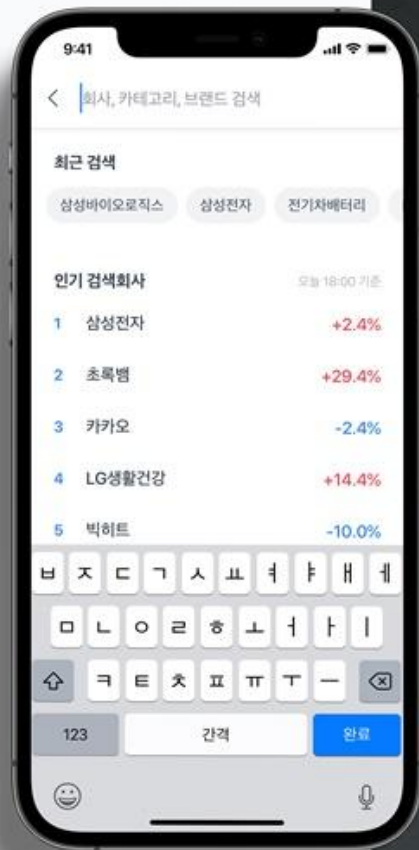 9:41
회사, 카테고리, 브랜드 검색
최근 검색
삼성바이오로직스 삼성전자 전기차배터리
인기 검색회사 오늘 18:00 기준
1 삼성전자 +2.4%
2 초록뱀 +29.4%
3 카카오 -2.4%
4 LG생활건강 +14.4%
5 빅히트 -10.0%
ㅂ ㅈ ㄷ ㄱ ㅅ ㅛ ㅕ ㅑ ㅐ ㅔ
ㅁ ㄴ ㅇ ㄹ ㅎ ㅗ ㅓ ㅏ ㅣ
ㅋ ㅌ ㅊ ㅍ ㅠ ㅜ ㅡ
123 간격 완료